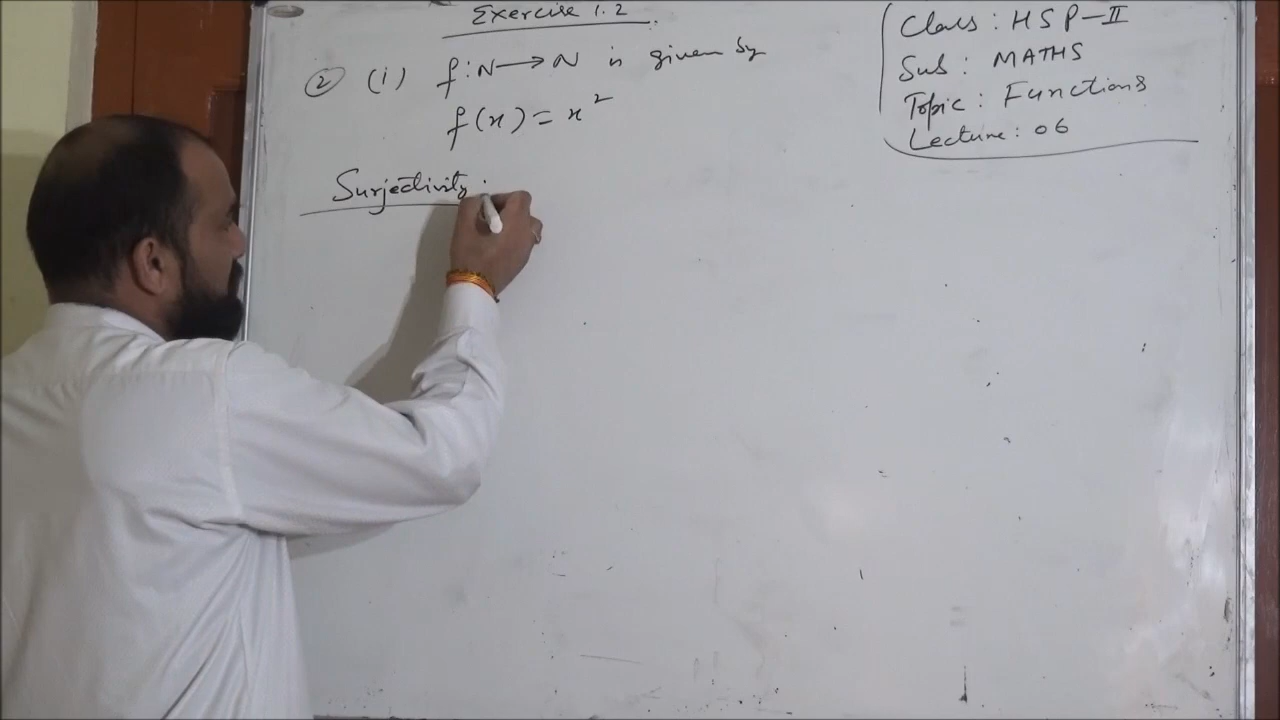 Exercise 1.2
② (i) f : N → N is given by
f(x) = x²
Surjectivity :
Class : HSP-II
Sub : MATHS
Topic : Functions
Lecture : 06